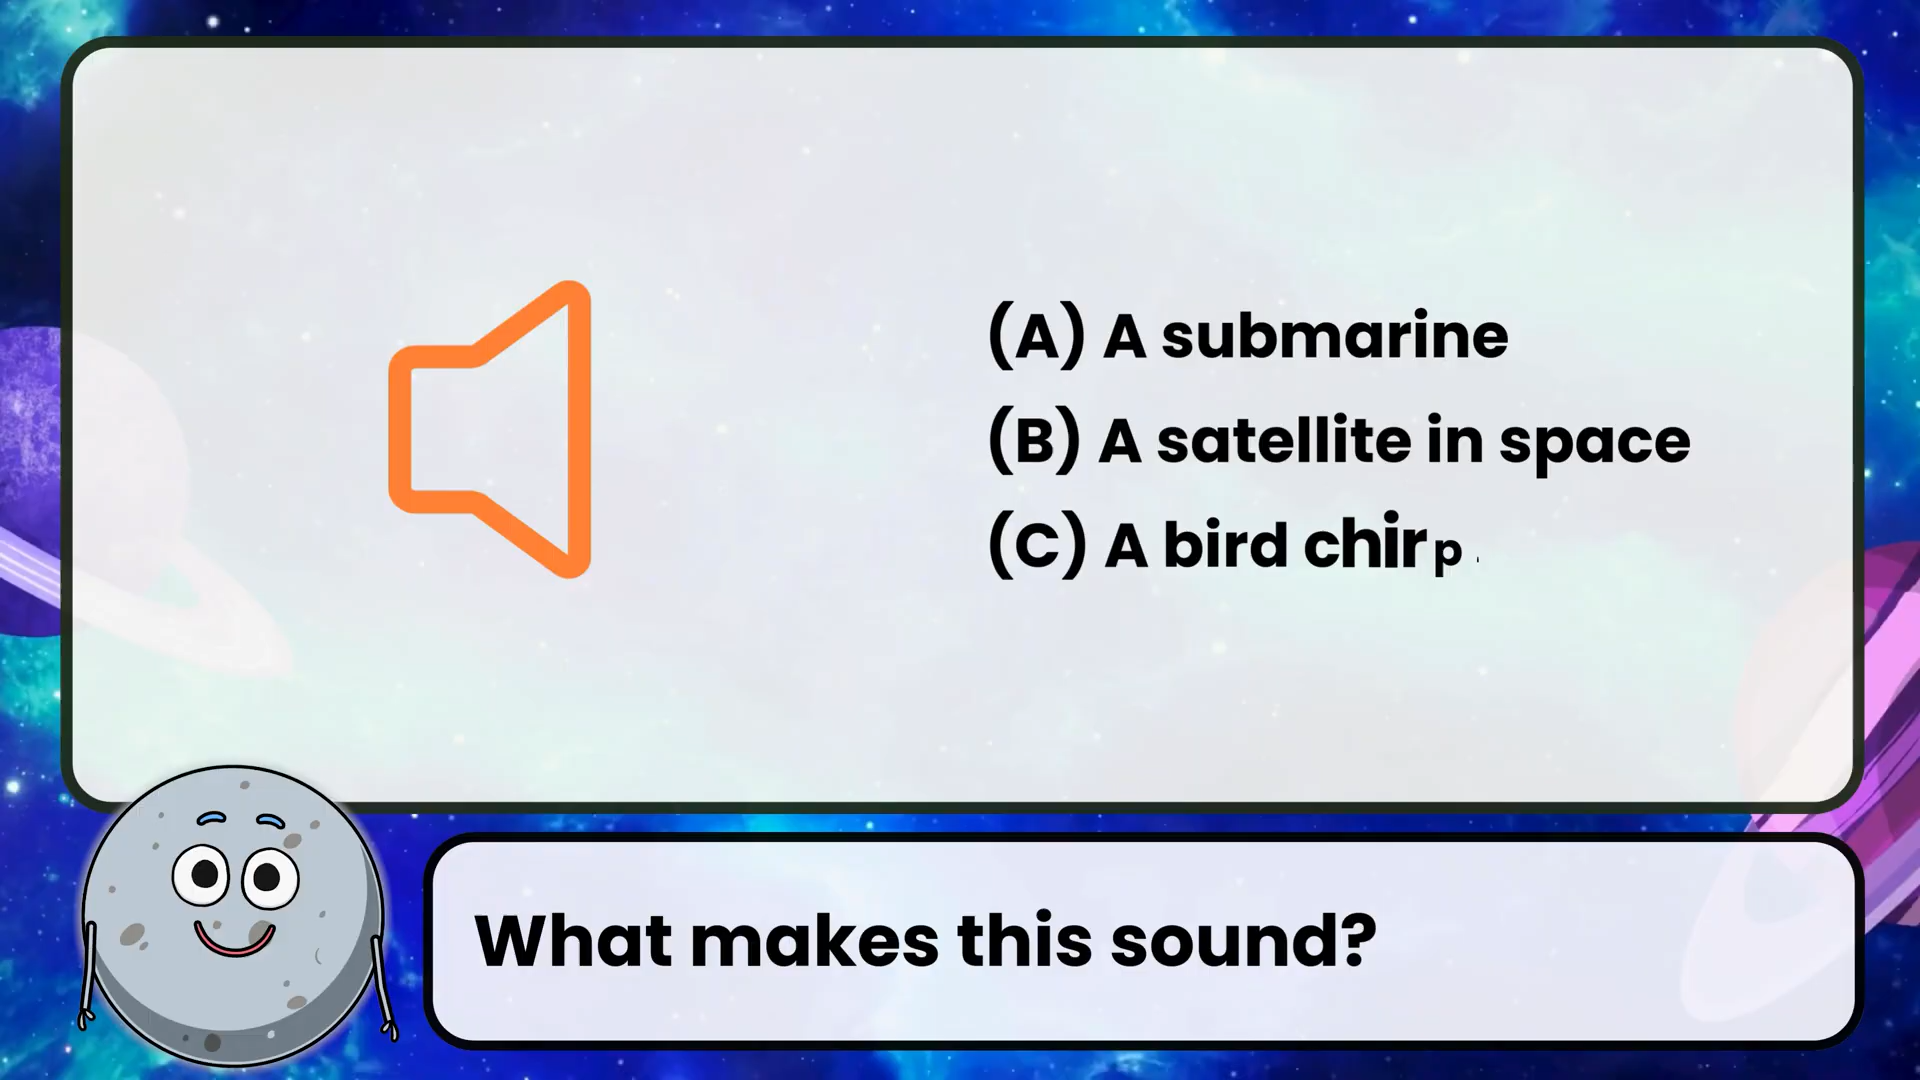 (A) A submarine
(B) A satellite in space
(C) A bird chirp
What makes this sound?